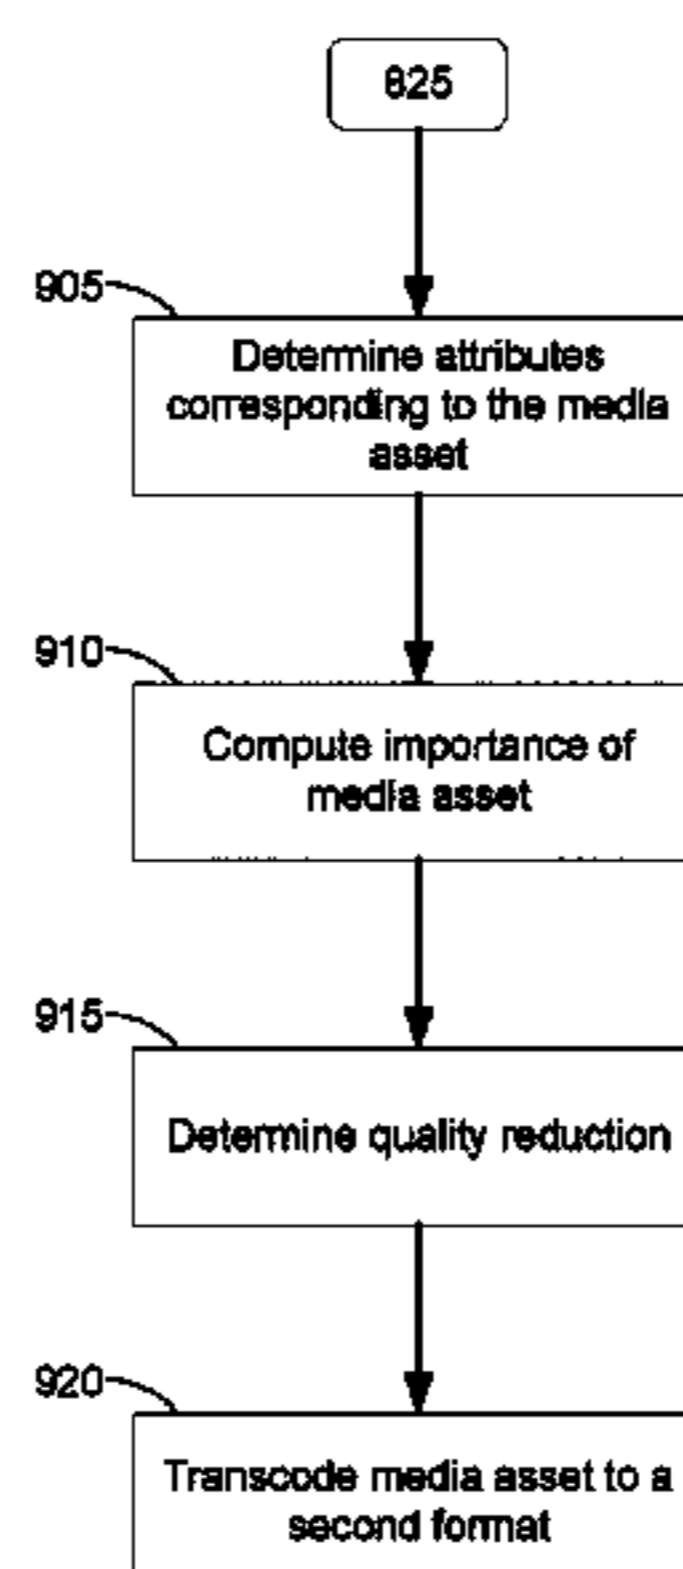 825
905
Determine attributes
corresponding to the media
asset
910
Compute importance of
media asset
915
Determine quality reduction
920
Transcode media asset to a
second format